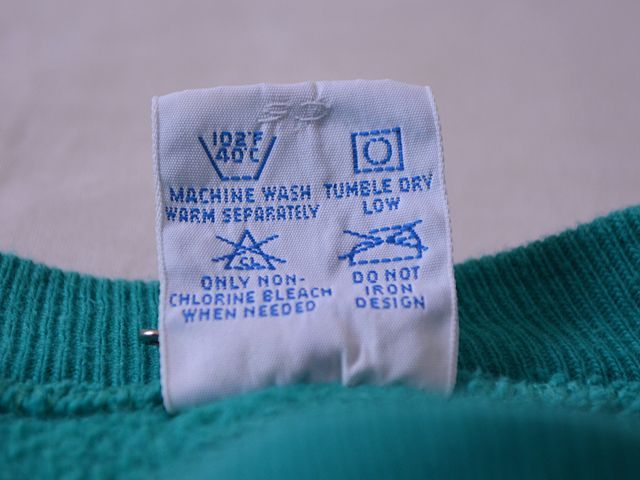 102°F
40°C
MACHINE WASH
WARM SEPARATELY
TUMBLE DRY
LOW
ONLY NON-
CHLORINE BLEACH
WHEN NEEDED
DO NOT
IRON
DESIGN